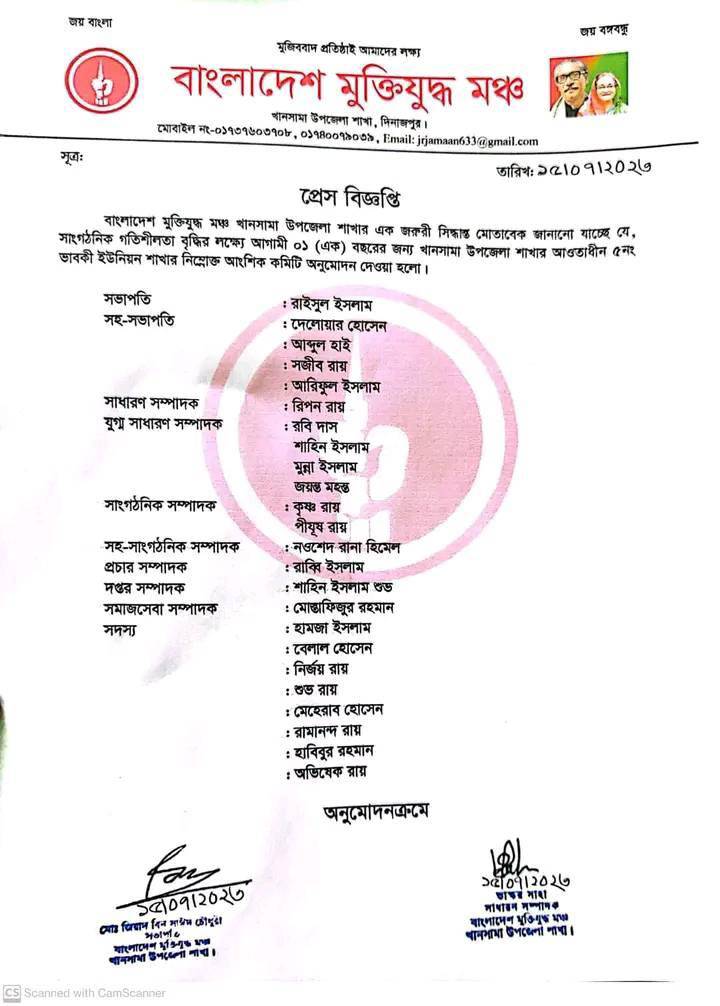 জয় বাংলা
জয় বঙ্গবন্ধু
মুজিববাদ প্রতিষ্ঠাই আমাদের লক্ষ্য
বাংলাদেশ মুক্তিযুদ্ধ মঞ্চ
খানসামা উপজেলা শাখা, দিনাজপুর।
মোবাইল নং-০১৭৩৭৬০৩৭০৮, ০১৭৪০০৭৯০৩৯, Email: jrjamaan633@gmail.com
সূত্র:
তারিখ: ১৫/০৭/২০২৩
প্রেস বিজ্ঞপ্তি
বাংলাদেশ মুক্তিযুদ্ধ মঞ্চ খানসামা উপজেলা শাখার এক জরুরী সিদ্ধান্ত মোতাবেক জানানো যাচ্ছে যে,
সাংগঠনিক গতিশীলতা বৃদ্ধির লক্ষ্যে আগামী ০১ (এক) বছরের জন্য খানসামা উপজেলা শাখার আওতাধীন ৫নং
ভাবকী ইউনিয়ন শাখার নিম্নোক্ত আংশিক কমিটি অনুমোদন দেওয়া হলো।
সভাপতি : রাইসুল ইসলাম
সহ-সভাপতি : দেলোয়ার হোসেন
: আব্দুল হাই
: সজীব রায়
: আরিফুল ইসলাম
সাধারণ সম্পাদক : রিপন রায়
যুগ্ম সাধারণ সম্পাদক : রবি দাস
শাহিন ইসলাম
মুন্না ইসলাম
জয়ন্ত মহন্ত
সাংগঠনিক সম্পাদক : কৃষ্ণ রায়
পীযূষ রায়
সহ-সাংগঠনিক সম্পাদক : নওশেদ রানা হিমেল
প্রচার সম্পাদক : রাব্বি ইসলাম
দপ্তর সম্পাদক : শাহিন ইসলাম শুভ
সমাজসেবা সম্পাদক : মোস্তাফিজুর রহমান
সদস্য : হামজা ইসলাম
: বেলাল হোসেন
: নির্জয় রায়
: শুভ রায়
: মেহেরাব হোসেন
: রামানন্দ রায়
: হাবিবুর রহমান
: অভিষেক রায়
অনুমোদনক্রমে
১৫/০৭/২০২৩
১৫/০৭/২০২৩
মোঃ জিয়াদ বিন সাঈদ চৌধুরী
সভাপতি
বাংলাদেশ মুক্তিযুদ্ধ মঞ্চ
খানসামা উপজেলা শাখা।
ভাস্কর সাহা
সাধারন সম্পাদক
বাংলাদেশ মুক্তিযুদ্ধ মঞ্চ
খানসামা উপজেলা শাখা।
CS Scanned with CamScanner